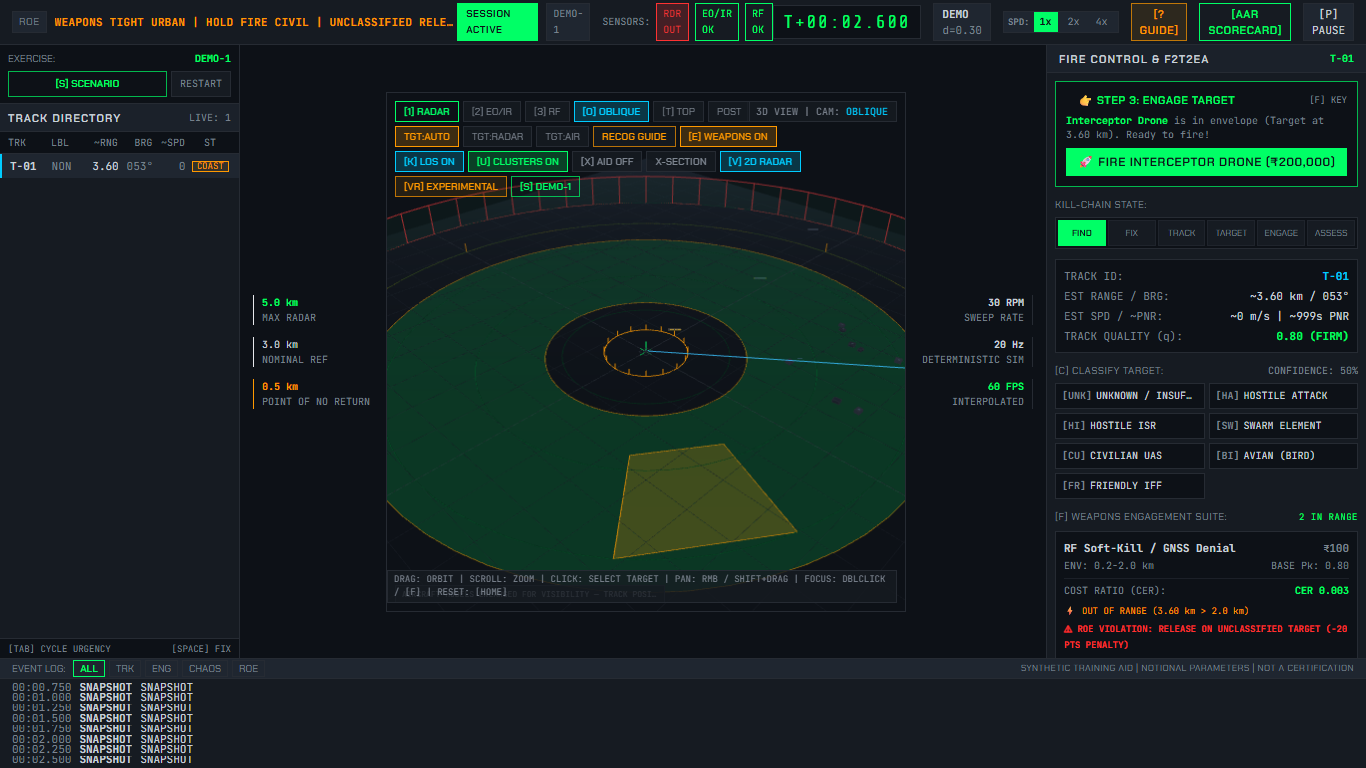 ROE
WEAPONS TIGHT URBAN | HOLD FIRE CIVIL | UNCLASSIFIED RELE…
SESSION ACTIVE
DEMO-1
SENSORS:
RDR OUT
EO/IR OK
RF OK
T+00:02.600
DEMO
d=0.30
SPD: 1x 2x 4x
[? GUIDE]
[AAR SCORECARD]
[P] PAUSE
EXERCISE: DEMO-1
[S] SCENARIO
RESTART
TRACK DIRECTORY LIVE: 1
TRK LBL ~RNG BRG ~SPD ST
T-01 NON 3.60 053° 0 COAST
[TAB] CYCLE URGENCY [SPACE] FIX
[1] RADAR [2] EO/IR [3] RF [O] OBLIQUE [T] TOP POST 3D VIEW | CAM: OBLIQUE
TGT:AUTO TGT:RADAR TGT:AIR RECOG GUIDE [E] WEAPONS ON
[K] LOS ON [U] CLUSTERS ON [X] AID OFF X-SECTION [V] 2D RADAR
[VR] EXPERIMENTAL [S] DEMO-1
5.0 km
MAX RADAR
3.0 km
NOMINAL REF
0.5 km
POINT OF NO RETURN
30 RPM
SWEEP RATE
20 Hz
DETERMINISTIC SIM
60 FPS
INTERPOLATED
DRAG: ORBIT | SCROLL: ZOOM | CLICK: SELECT TARGET | PAN: RMB / SHIFT+DRAG | FOCUS: DBLCLICK
/ [F] | RESET: [HOME]
FIRE CONTROL & F2T2EA T-01
👉 STEP 3: ENGAGE TARGET [F] KEY
Interceptor Drone is in envelope (Target at
3.60 km). Ready to fire!
🚀 FIRE INTERCEPTOR DRONE (₹200,000)
KILL-CHAIN STATE:
FIND FIX TRACK TARGET ENGAGE ASSESS
TRACK ID: T-01
EST RANGE / BRG: ~3.60 km / 053°
EST SPD / ~PNR: ~0 m/s | ~999s PNR
TRACK QUALITY (q): 0.80 (FIRM)
[C] CLASSIFY TARGET: CONFIDENCE: 50%
[UNK] UNKNOWN / INSUF… [HA] HOSTILE ATTACK
[HI] HOSTILE ISR [SW] SWARM ELEMENT
[CU] CIVILIAN UAS [BI] AVIAN (BIRD)
[FR] FRIENDLY IFF
[F] WEAPONS ENGAGEMENT SUITE: 2 IN RANGE
RF Soft-Kill / GNSS Denial ₹100
ENV: 0.2-2.0 km BASE Pk: 0.80
COST RATIO (CER): CER 0.003
⚡ OUT OF RANGE (3.60 km > 2.0 km)
⚠ ROE VIOLATION: RELEASE ON UNCLASSIFIED TARGET (-20
PTS PENALTY)
EVENT LOG: ALL TRK ENG CHAOS ROE
SYNTHETIC TRAINING AID | NOTIONAL PARAMETERS | NOT A CERTIFICATION
00:00.750 SNAPSHOT SNAPSHOT
00:01.000 SNAPSHOT SNAPSHOT
00:01.250 SNAPSHOT SNAPSHOT
00:01.500 SNAPSHOT SNAPSHOT
00:01.750 SNAPSHOT SNAPSHOT
00:02.000 SNAPSHOT SNAPSHOT
00:02.250 SNAPSHOT SNAPSHOT
00:02.500 SNAPSHOT SNAPSHOT